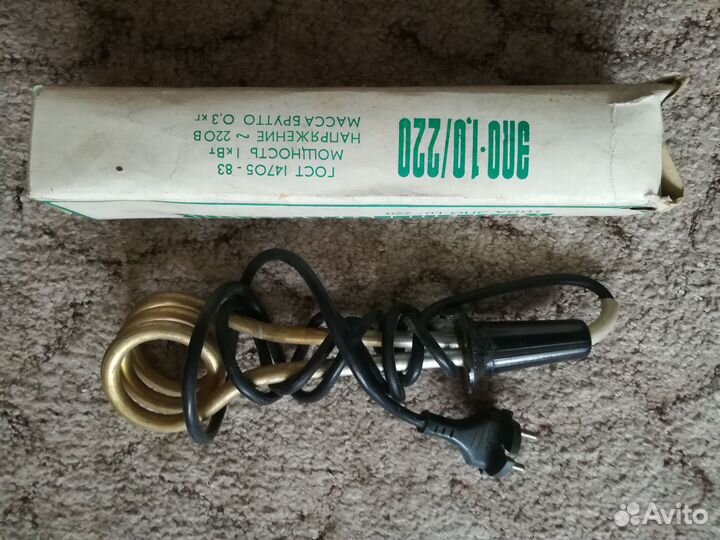 ЭПО-1,0/220
ГОСТ 14705-83
МОЩНОСТЬ 1 кВт
НАПРЯЖЕНИЕ ~ 220 В
МАССА БРУТТО 0,3 кг
Avito